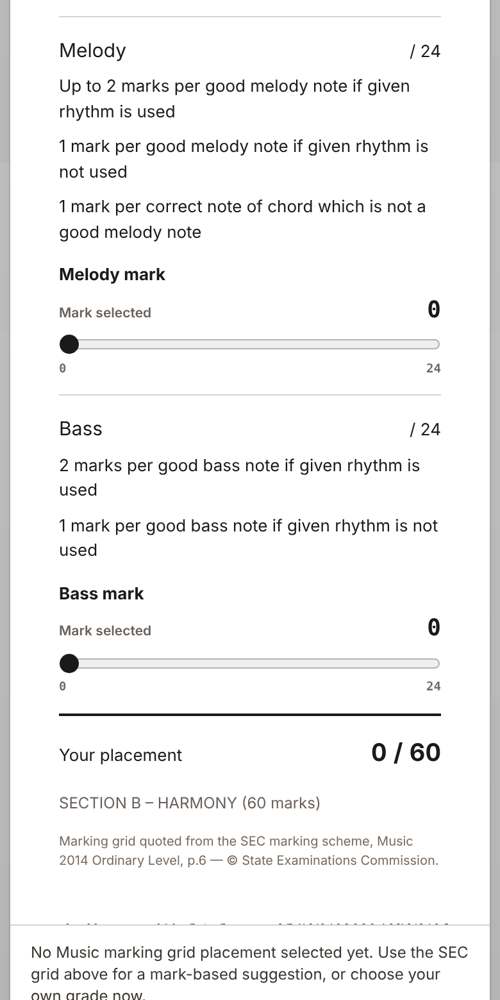 Melody / 24
Up to 2 marks per good melody note if given
rhythm is used
1 mark per good melody note if given rhythm is
not used
1 mark per correct note of chord which is not a
good melody note
Melody mark
Mark selected 0
0 24
Bass / 24
2 marks per good bass note if given rhythm is
used
1 mark per good bass note if given rhythm is not
used
Bass mark
Mark selected 0
0 24
Your placement 0 / 60
SECTION B – HARMONY (60 marks)
Marking grid quoted from the SEC marking scheme, Music
2014 Ordinary Level, p.6 — © State Examinations Commission.
No Music marking grid placement selected yet. Use the SEC
grid above for a mark-based suggestion, or choose your
own grade now.